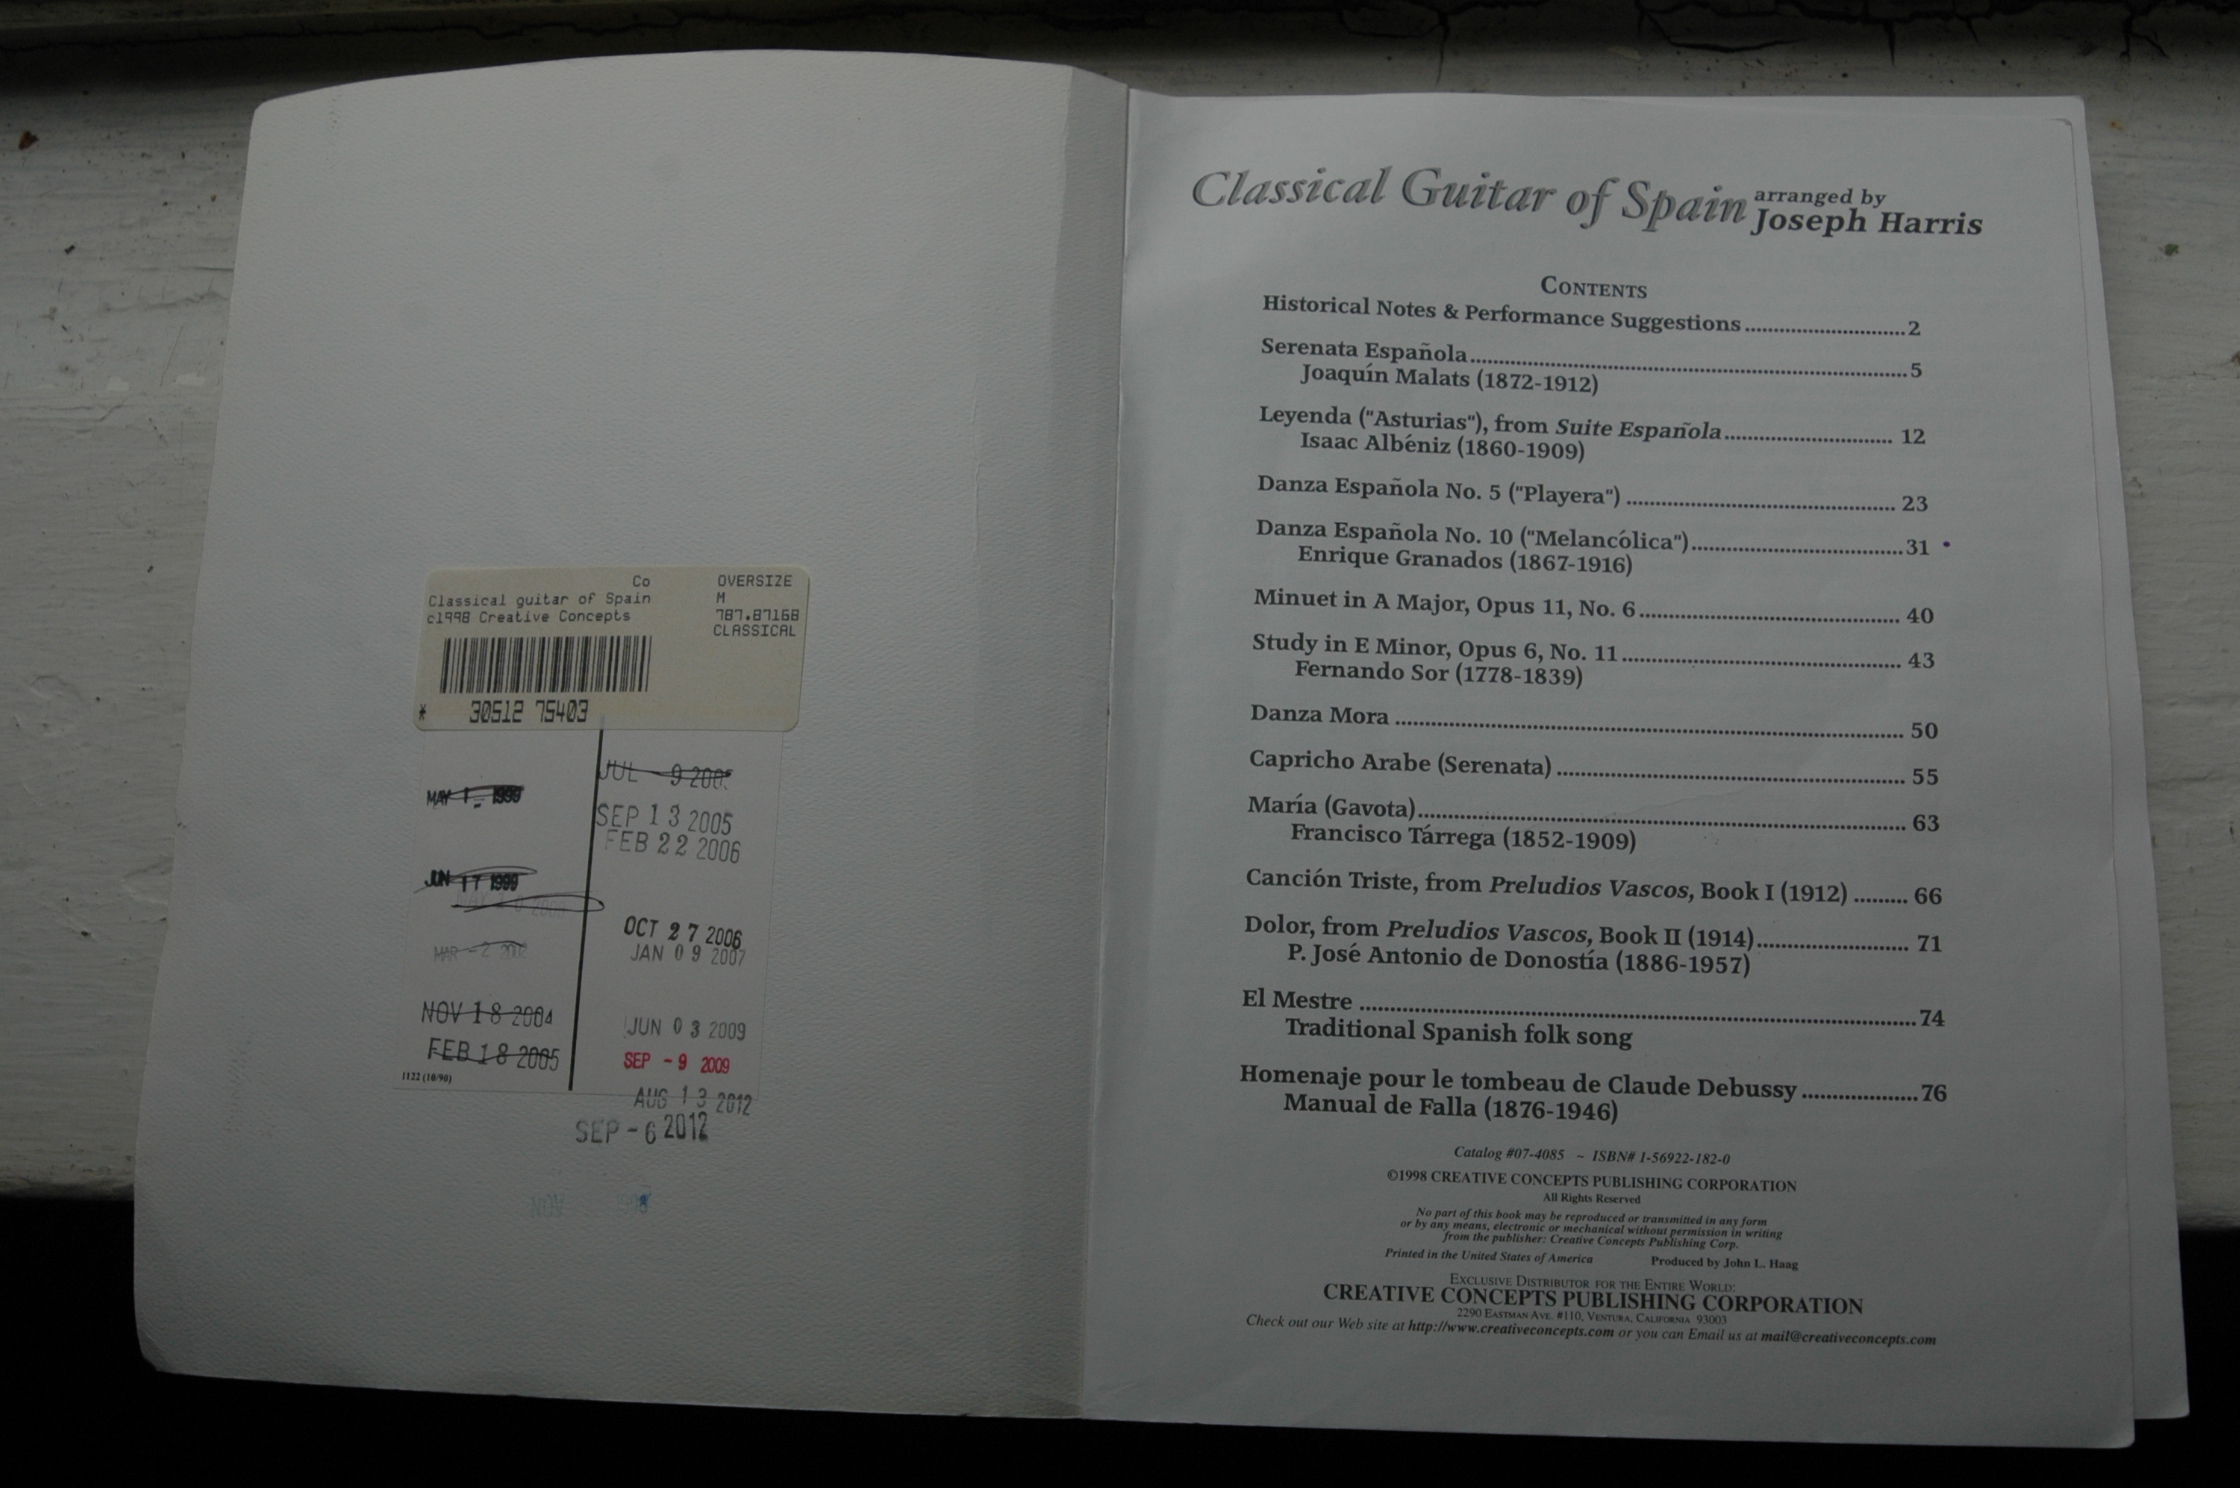 Co
Classical guitar of Spain
c1998 Creative Concepts
OVERSIZE
M
787.87168
CLASSICAL
* 30512 75403
MAY 1 - 1999
JUN 17 1999
MAR - 2 2002
NOV 18 2004
FEB 18 2005
1122 (10/90)
JUL - 9 2005
SEP 13 2005
FEB 22 2006
OCT 27 2006
JAN 09 2007
JUN 03 2009
SEP - 9 2009
AUG 13 2012
SEP - 6 2012
NOV
Classical Guitar of Spain arranged by
Joseph Harris
CONTENTS
Historical Notes & Performance Suggestions ............................2
Serenata Española ............................5
Joaquín Malats (1872-1912)
Leyenda ("Asturias"), from Suite Española ............................ 12
Isaac Albéniz (1860-1909)
Danza Española No. 5 ("Playera") ............................ 23
Danza Española No. 10 ("Melancólica") ............................31
Enrique Granados (1867-1916)
Minuet in A Major, Opus 11, No. 6 ............................ 40
Study in E Minor, Opus 6, No. 11 ............................ 43
Fernando Sor (1778-1839)
Danza Mora ............................ 50
Capricho Arabe (Serenata) ............................ 55
María (Gavota) ............................ 63
Francisco Tárrega (1852-1909)
Canción Triste, from Preludios Vascos, Book I (1912) ......... 66
Dolor, from Preludios Vascos, Book II (1914) ............................ 71
P. José Antonio de Donostía (1886-1957)
El Mestre ............................74
Traditional Spanish folk song
Homenaje pour le tombeau de Claude Debussy ....................76
Manual de Falla (1876-1946)
Catalog #07-4085 ~ ISBN# 1-56922-182-0
©1998 CREATIVE CONCEPTS PUBLISHING CORPORATION
All Rights Reserved
No part of this book may be reproduced or transmitted in any form
or by any means, electronic or mechanical without permission in writing
from the publisher: Creative Concepts Publishing Corp.
Printed in the United States of America Produced by John L. Haag
EXCLUSIVE DISTRIBUTOR FOR THE ENTIRE WORLD:
CREATIVE CONCEPTS PUBLISHING CORPORATION
2290 EASTMAN AVE. #110, VENTURA, CALIFORNIA 93003
Check out our Web site at http://www.creativeconcepts.com or you can Email us at mail@creativeconcepts.com